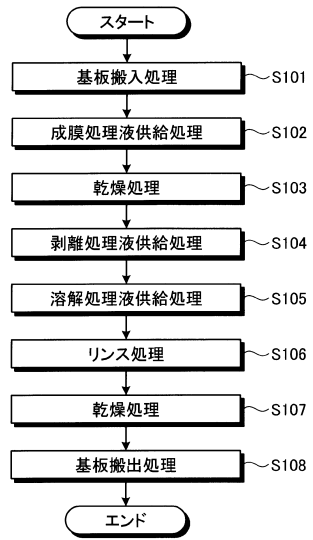 スタート
基板搬入処理 S101
成膜処理液供給処理 S102
乾燥処理 S103
剥離処理液供給処理 S104
溶解処理液供給処理 S105
リンス処理 S106
乾燥処理 S107
基板搬出処理 S108
エンド